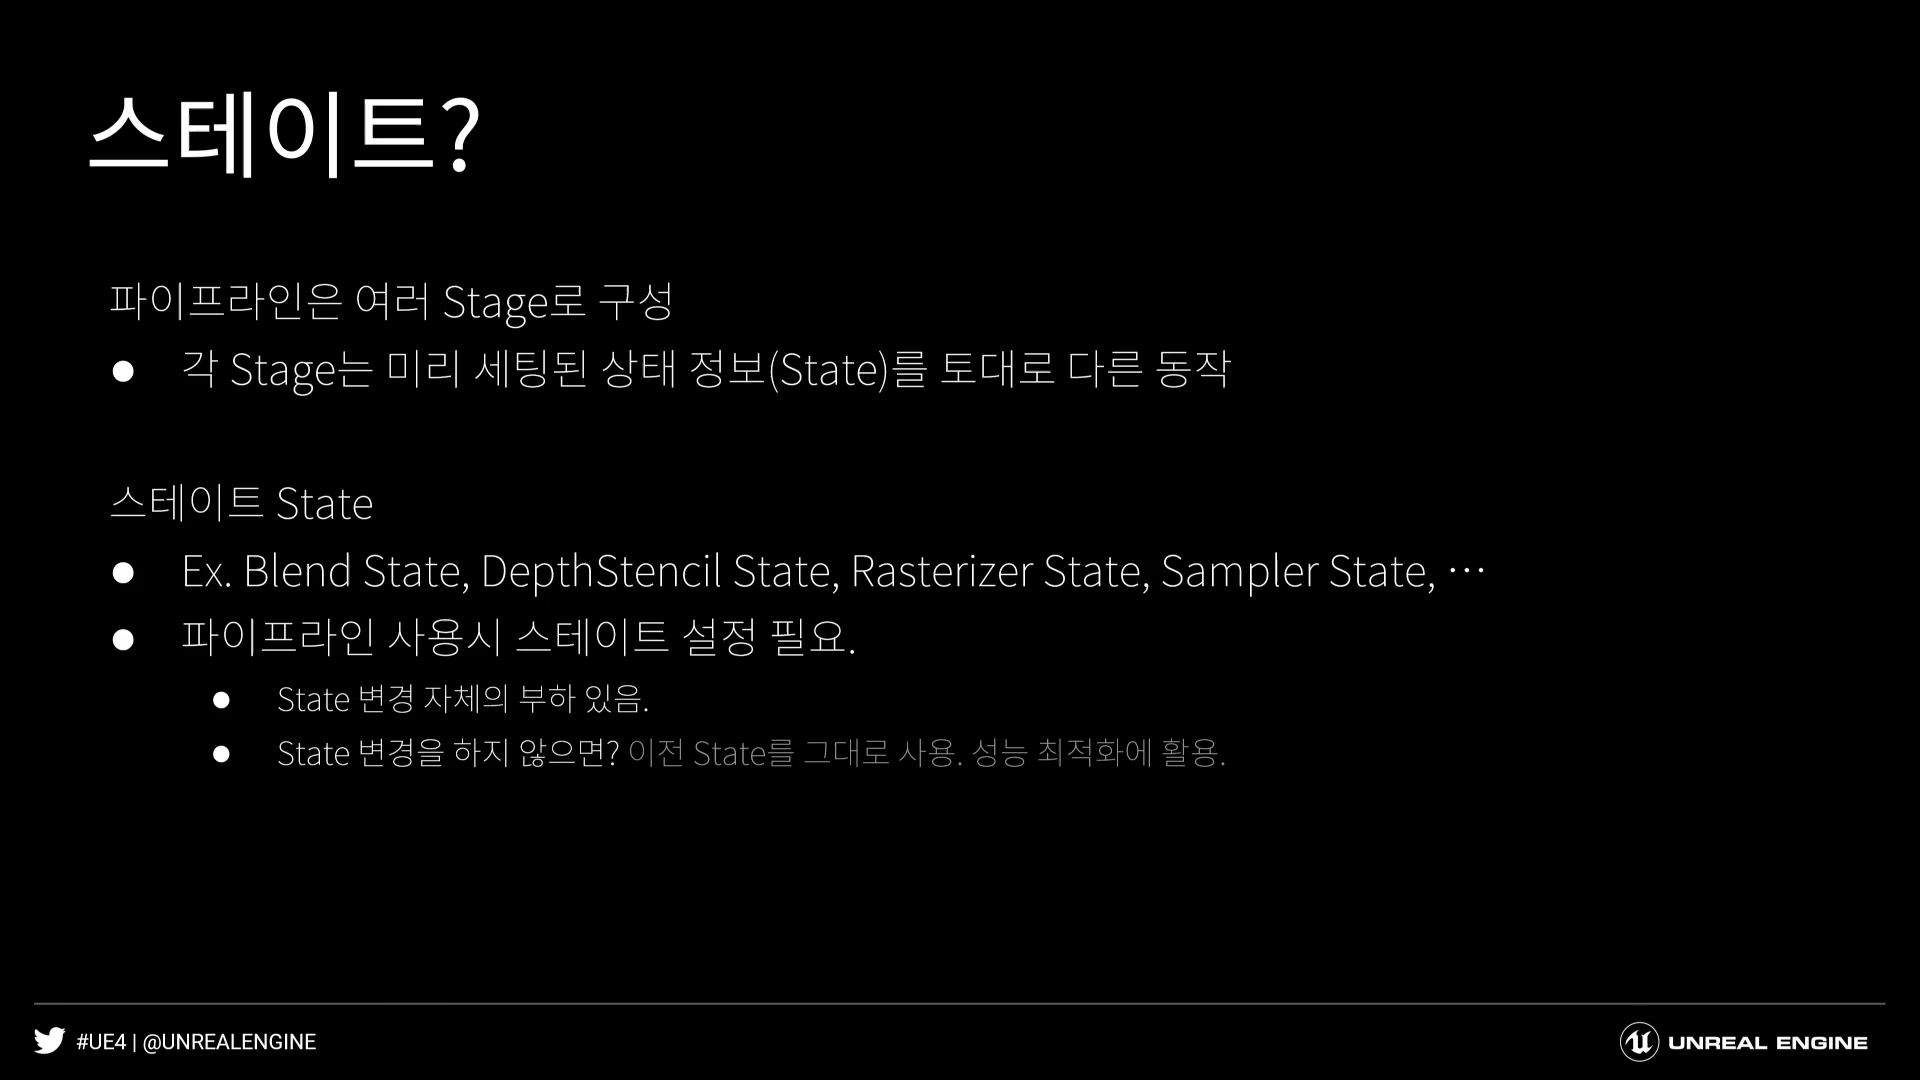 스테이트?
파이프라인은 여러 Stage로 구성
● 각 Stage는 미리 세팅된 상태 정보(State)를 토대로 다른 동작
스테이트 State
● Ex. Blend State, DepthStencil State, Rasterizer State, Sampler State, …
● 파이프라인 사용시 스테이트 설정 필요.
● State 변경 자체의 부하 있음.
● State 변경을 하지 않으면? 이전 State를 그대로 사용. 성능 최적화에 활용.
#UE4 | @UNREALENGINE
UNREAL ENGINE